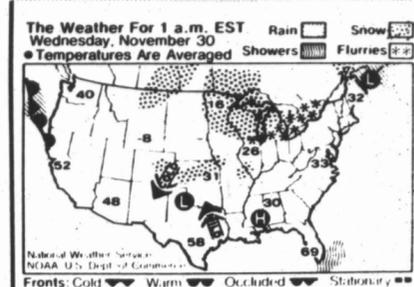 The Weather For 1 a.m. EST Rain Snow
Wednesday, November 30
Temperatures Are Averaged Showers Flurries
40
L
16
32
-8
26
33
52
31
48
L
30
H
58
69
National Weather Service
NOAA U.S. Dept of Commerce
Fronts: Cold Warm Occluded Stationary